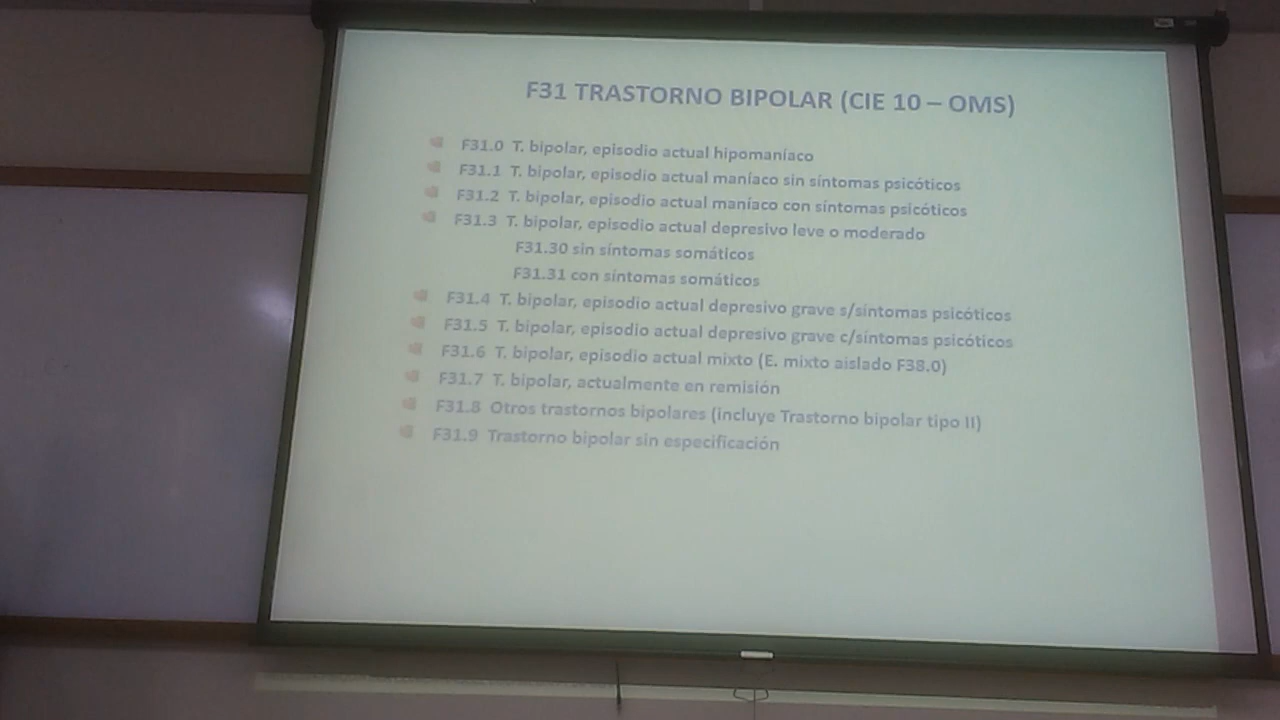 F31 TRASTORNO BIPOLAR (CIE 10 – OMS)
F31.0 T. bipolar, episodio actual hipomaníaco
F31.1 T. bipolar, episodio actual maníaco sin síntomas psicóticos
F31.2 T. bipolar, episodio actual maníaco con síntomas psicóticos
F31.3 T. bipolar, episodio actual depresivo leve o moderado
F31.30 sin síntomas somáticos
F31.31 con síntomas somáticos
F31.4 T. bipolar, episodio actual depresivo grave s/síntomas psicóticos
F31.5 T. bipolar, episodio actual depresivo grave c/síntomas psicóticos
F31.6 T. bipolar, episodio actual mixto (E. mixto aislado F38.0)
F31.7 T. bipolar, actualmente en remisión
F31.8 Otros trastornos bipolares (incluye Trastorno bipolar tipo II)
F31.9 Trastorno bipolar sin especificación